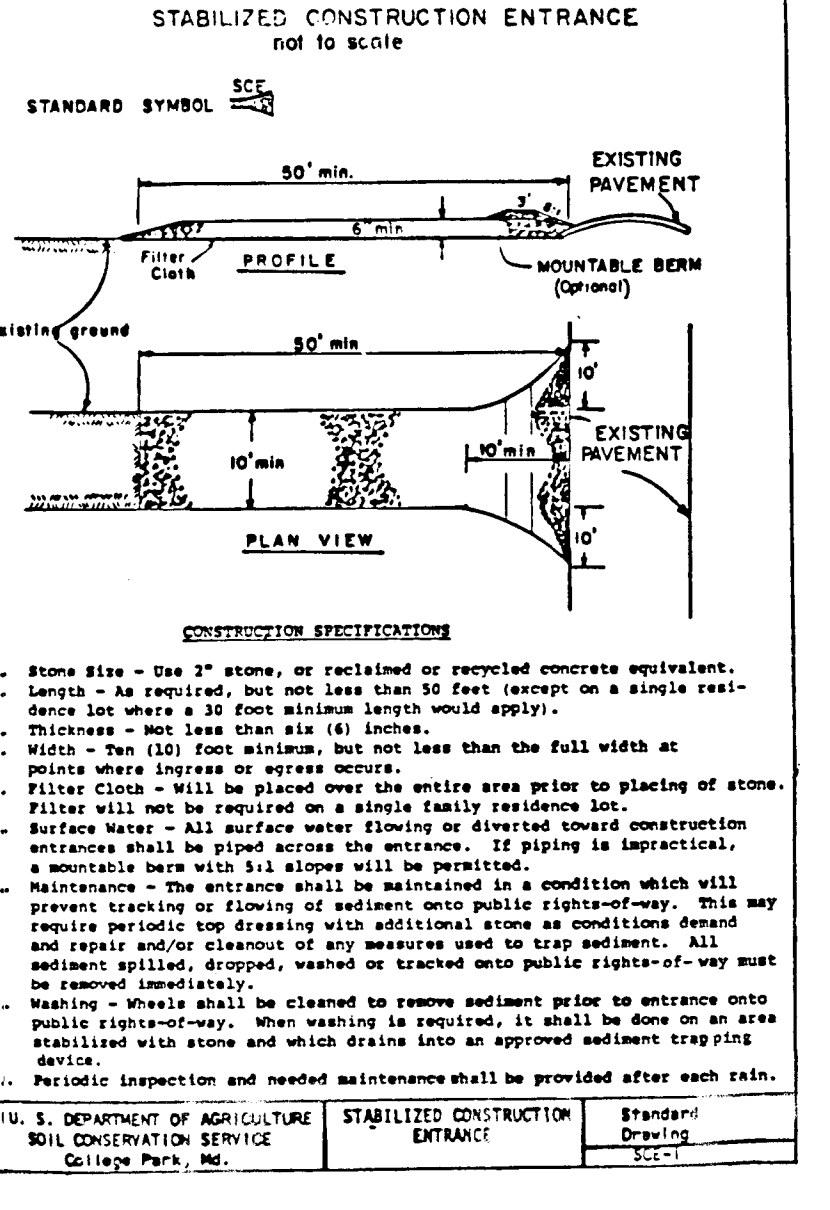 STABILIZED CONSTRUCTION ENTRANCE
not to scale
SCE
STANDARD SYMBOL
50' min.
EXISTING
PAVEMENT
3'
6" min
Filter
Cloth
PROFILE
MOUNTABLE BERM
(Optional)
xisting ground
50' min
10'
10' min
10' min
EXISTING
PAVEMENT
10'
PLAN VIEW
CONSTRUCTION SPECIFICATIONS
. Stone Size - Use 2" stone, or reclaimed or recycled concrete equivalent.
. Length - As required, but not less than 50 feet (except on a single resi-
dence lot where a 30 foot minimum length would apply).
. Thickness - Not less than six (6) inches.
. Width - Ten (10) foot minimum, but not less than the full width at
points where ingress or egress occurs.
. Filter Cloth - Will be placed over the entire area prior to placing of stone.
Filter will not be required on a single family residence lot.
. Surface Water - All surface water flowing or diverted toward construction
entrances shall be piped across the entrance. If piping is impractical,
a mountable berm with 5:1 slopes will be permitted.
. Maintenance - The entrance shall be maintained in a condition which will
prevent tracking or flowing of sediment onto public rights-of-way. This may
require periodic top dressing with additional stone as conditions demand
and repair and/or cleanout of any measures used to trap sediment. All
sediment spilled, dropped, washed or tracked onto public rights-of-way must
be removed immediately.
. Washing - Wheels shall be cleaned to remove sediment prior to entrance onto
public rights-of-way. When washing is required, it shall be done on an area
stabilized with stone and which drains into an approved sediment trapping
device.
. Periodic inspection and needed maintenance shall be provided after each rain.
U. S. DEPARTMENT OF AGRICULTURE
SOIL CONSERVATION SERVICE
College Park, Md.
STABILIZED CONSTRUCTION
ENTRANCE
Standard
Drawing
SCE-1